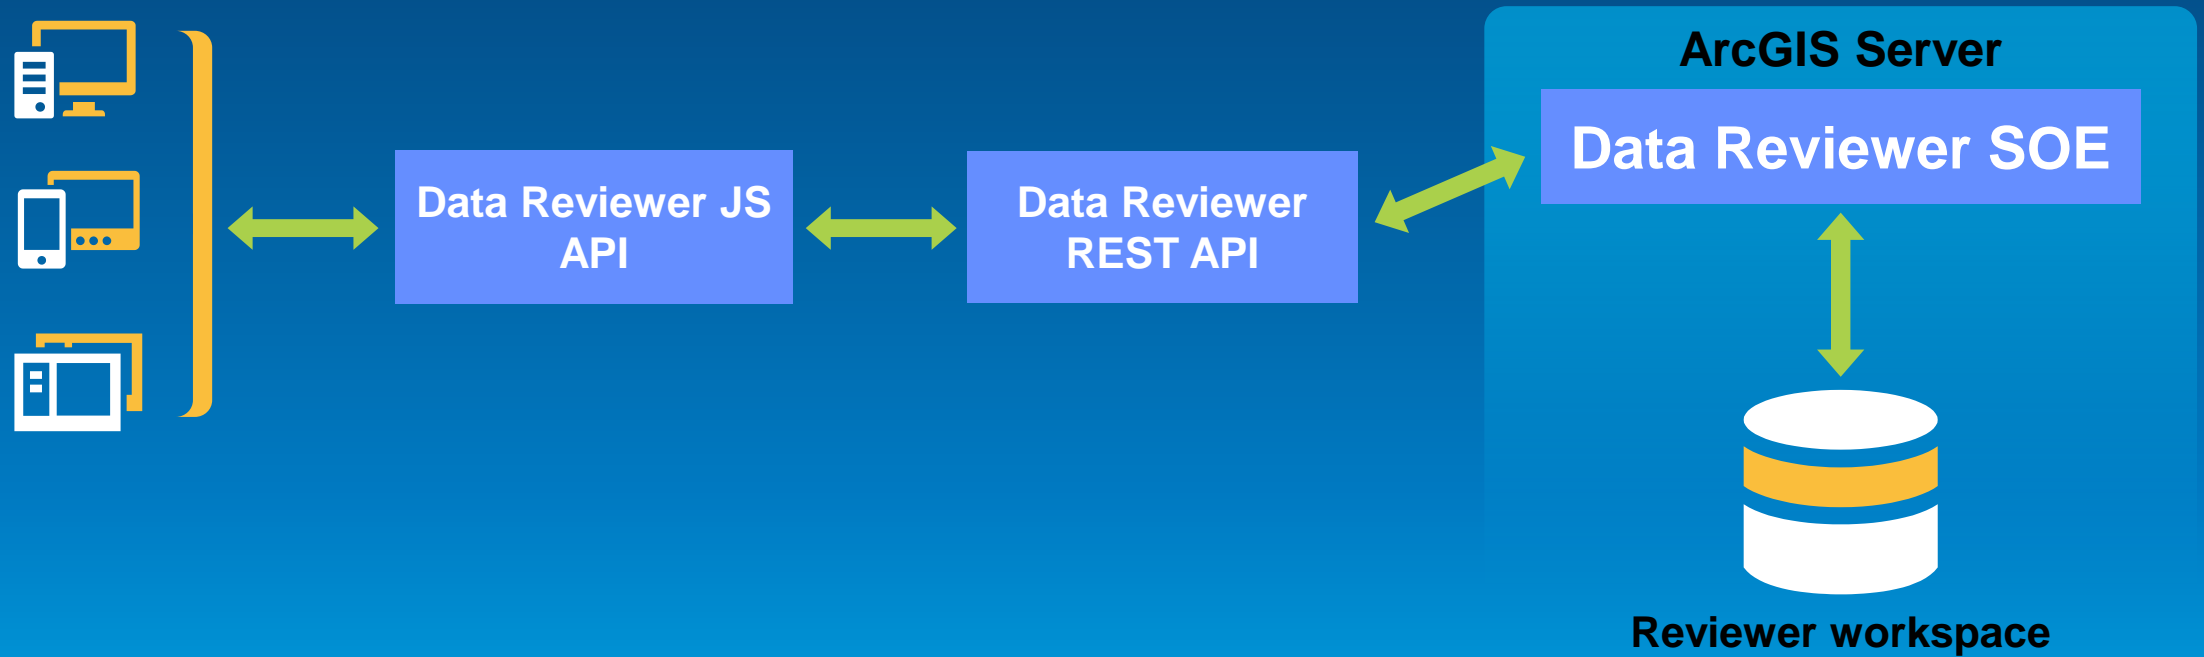 ArcGIS Server
Data Reviewer SOE
Data Reviewer JS
API
Data Reviewer
REST API
Reviewer workspace